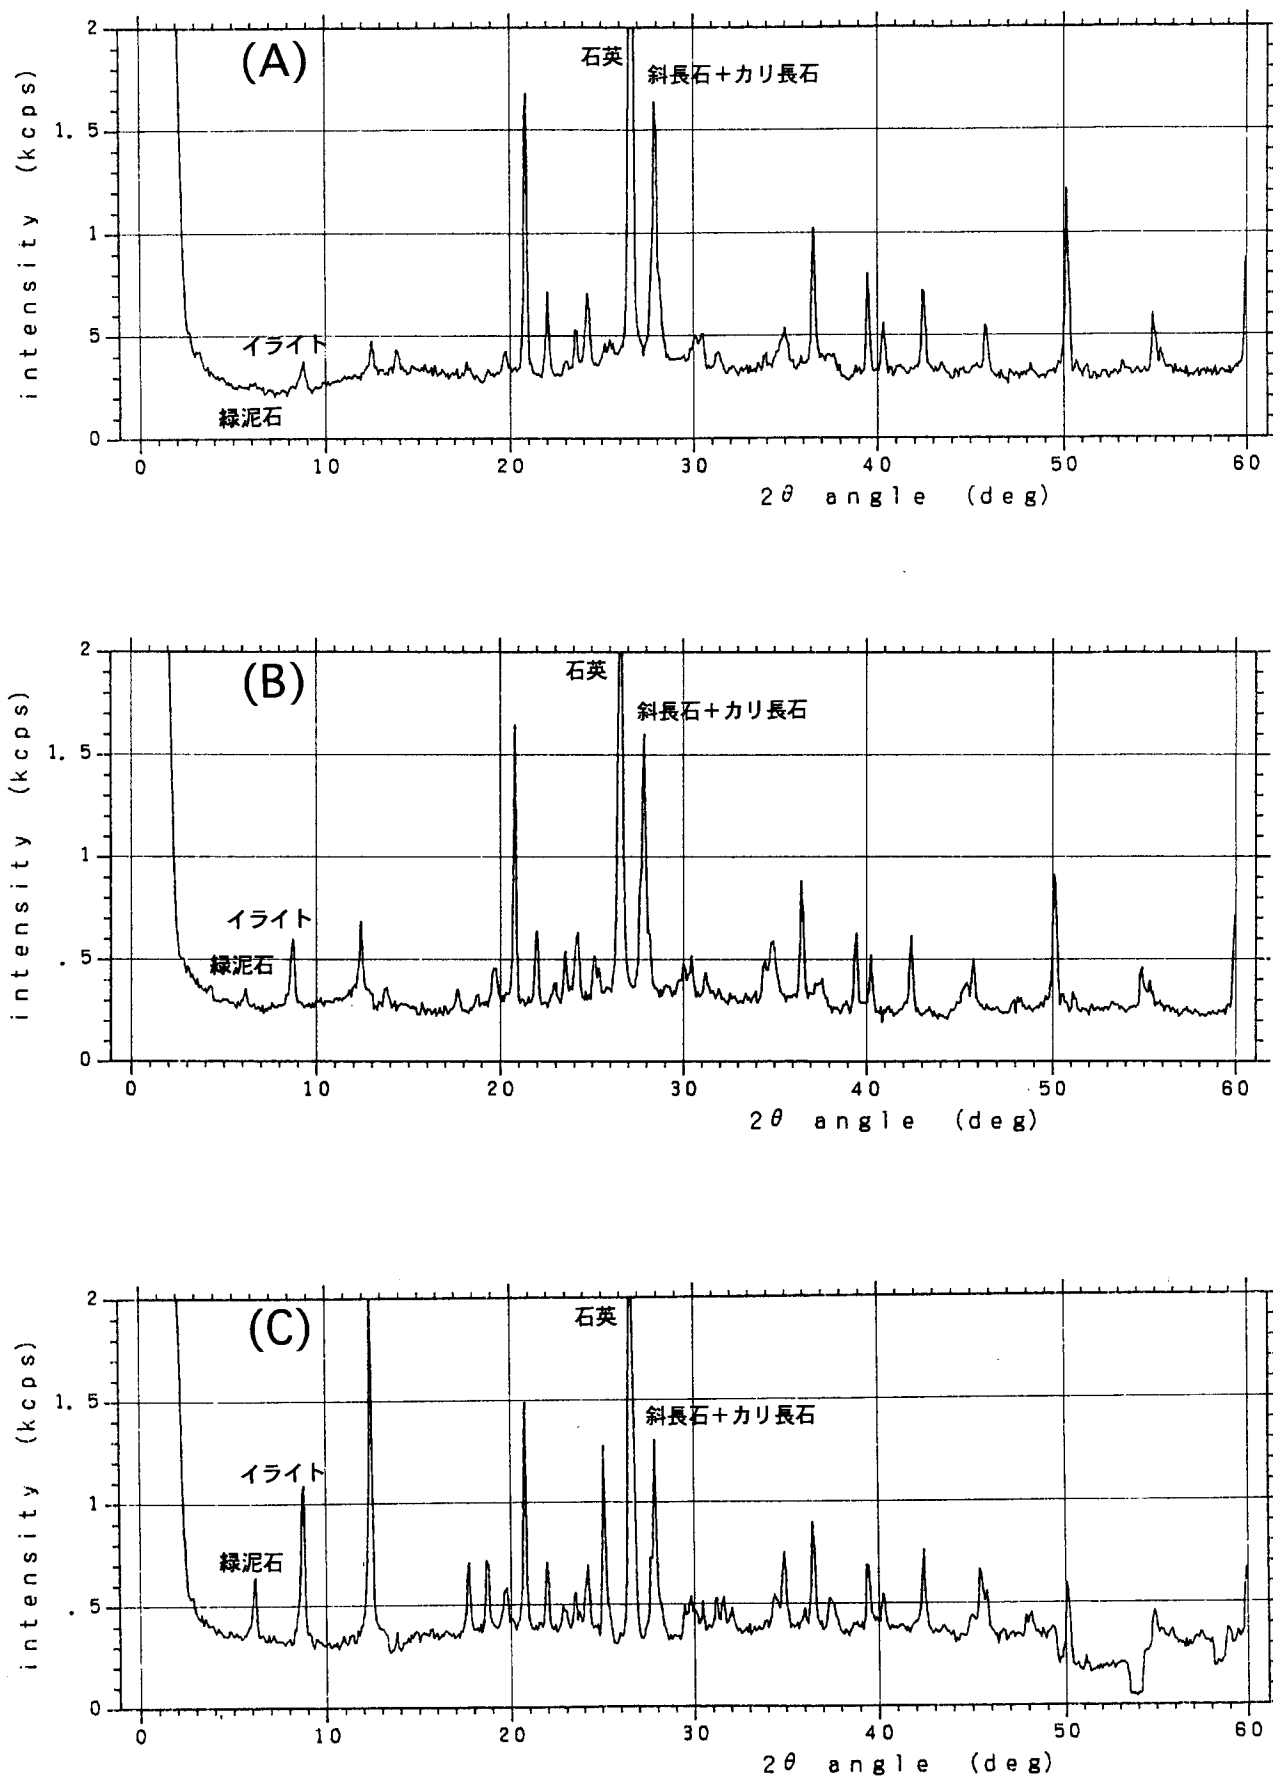 (A)
石英
斜長石+カリ長石
イライト
緑泥石
intensity (kcps)
2
1.5
1
5
0
0 10 20 30 40 50 60
2θ angle (deg)
(B)
石英
斜長石+カリ長石
イライト
緑泥石
intensity (kcps)
2
1.5
1
.5
0
0 10 20 30 40 50 60
2θ angle (deg)
(C)
石英
斜長石+カリ長石
イライト
緑泥石
intensity (kcps)
2
1.5
1
.5
0
0 10 20 30 40 50 60
2θ angle (deg)